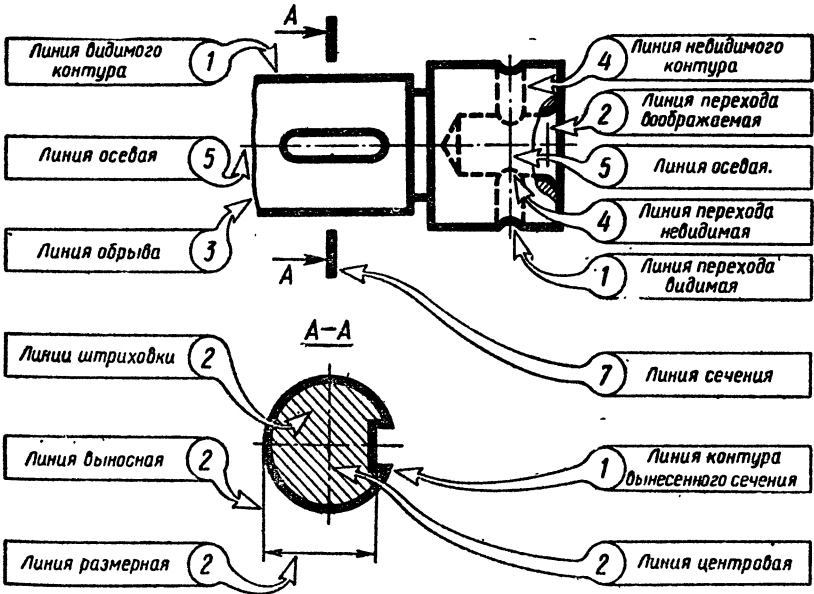 А
Линия видимого
контура
1
4
Линия невидимого
контура
2
Линия перехода
воображаемая
Линия осевая
5
5
Линия осевая.
4
Линия перехода
невидимая
Линия обрыва
3
А
1
Линия перехода
видимая
А–А
Линии штриховки
2
7
Линия сечения
Линия выносная
2
1
Линия контура
вынесенного сечения
Линия размерная
2
2
Линия центровая